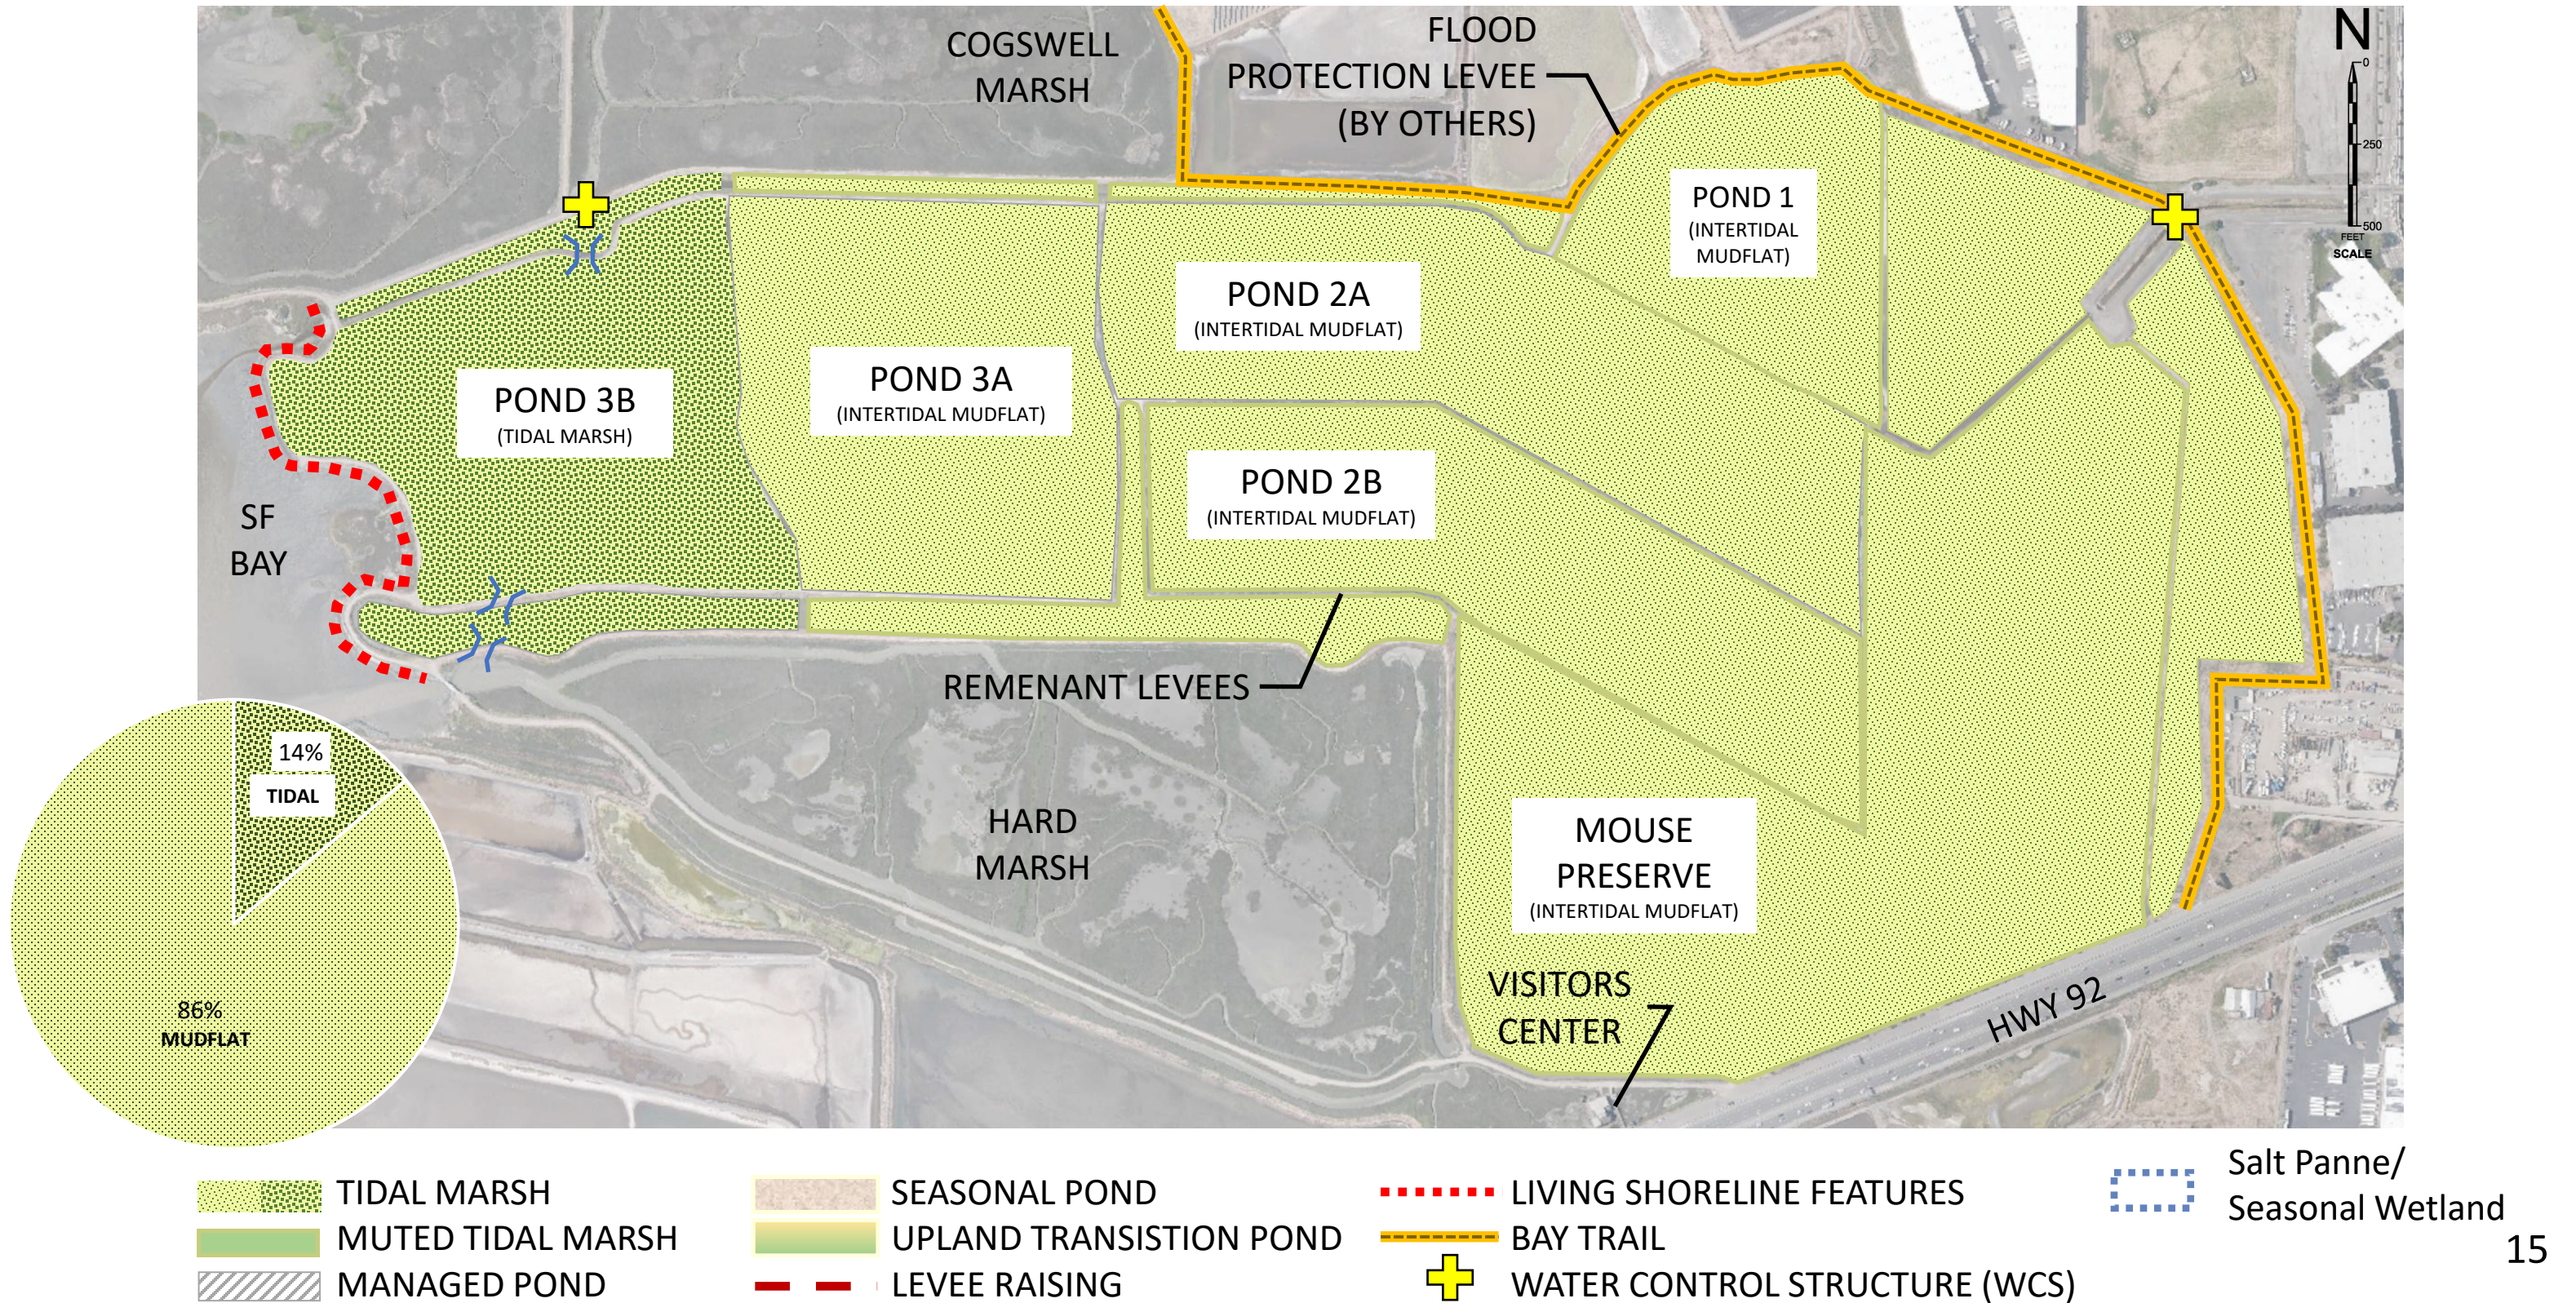 COGSWELL
MARSH
FLOOD
PROTECTION LEVEE
(BY OTHERS)
N
0
250
500
FEET
SCALE
POND 1
(INTERTIDAL
MUDFLAT)
POND 2A
(INTERTIDAL MUDFLAT)
POND 3A
(INTERTIDAL MUDFLAT)
POND 3B
(TIDAL MARSH)
POND 2B
(INTERTIDAL MUDFLAT)
SF
BAY
REMENANT LEVEES
HARD
MARSH
MOUSE
PRESERVE
(INTERTIDAL MUDFLAT)
VISITORS
CENTER
HWY 92
14%
TIDAL
86%
MUDFLAT
TIDAL MARSH
MUTED TIDAL MARSH
MANAGED POND
SEASONAL POND
UPLAND TRANSISTION POND
LEVEE RAISING
LIVING SHORELINE FEATURES
BAY TRAIL
WATER CONTROL STRUCTURE (WCS)
Salt Panne/
Seasonal Wetland
15